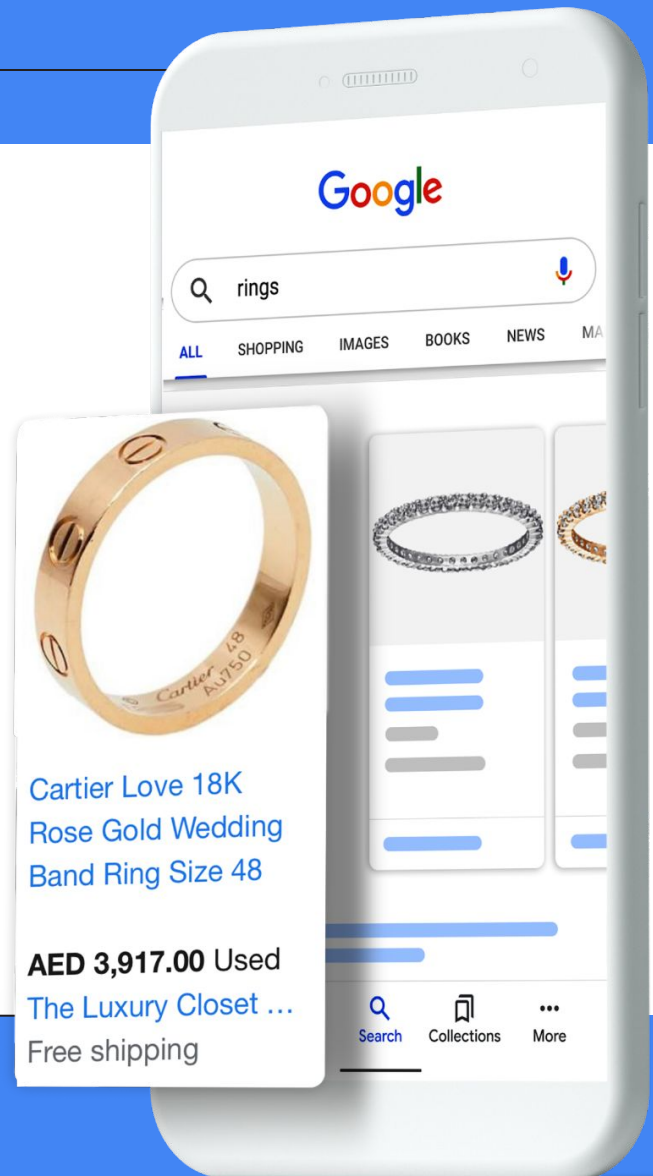 Google
rings
ALL SHOPPING IMAGES BOOKS NEWS MA
Cartier 48
Au750
Cartier Love 18K
Rose Gold Wedding
Band Ring Size 48
AED 3,917.00 Used
The Luxury Closet ...
Free shipping
Search Collections More